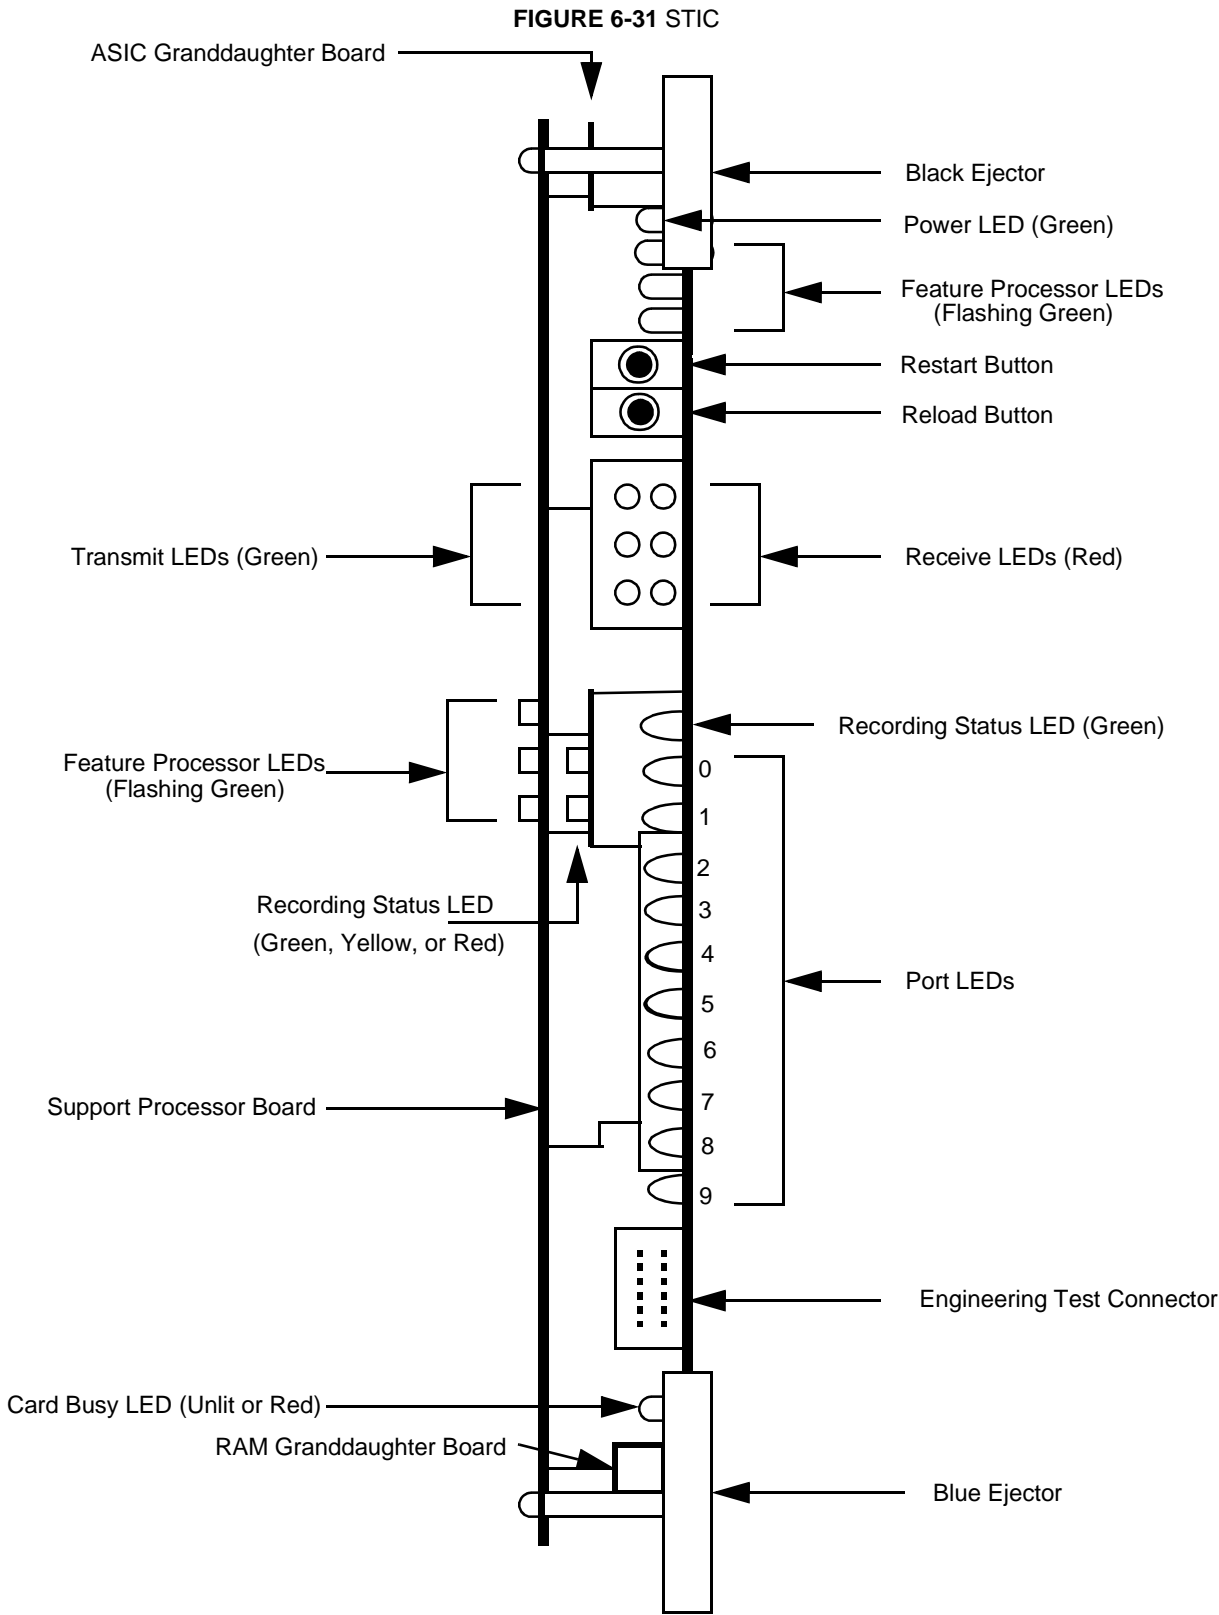 FIGURE 6-31 STIC
ASIC Granddaughter Board
Black Ejector
Power LED (Green)
Feature Processor LEDs
(Flashing Green)
Restart Button
Reload Button
Transmit LEDs (Green)
Receive LEDs (Red)
Recording Status LED (Green)
Feature Processor LEDs
(Flashing Green)
0
1
2
3
4
5
6
7
8
9
Recording Status LED
(Green, Yellow, or Red)
Port LEDs
Support Processor Board
Engineering Test Connector
Card Busy LED (Unlit or Red)
RAM Granddaughter Board
Blue Ejector